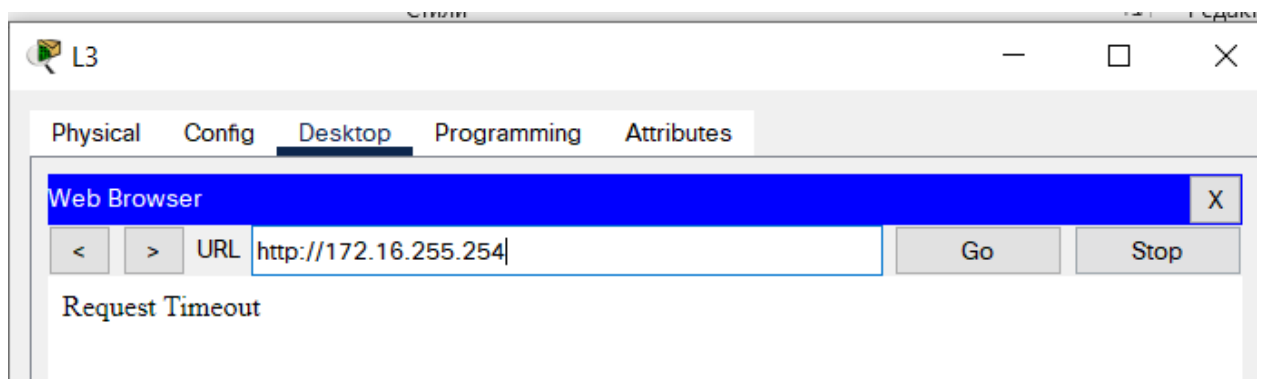 L3
Physical Config Desktop Programming Attributes
Web Browser X
< > URL http://172.16.255.254 Go Stop
Request Timeout